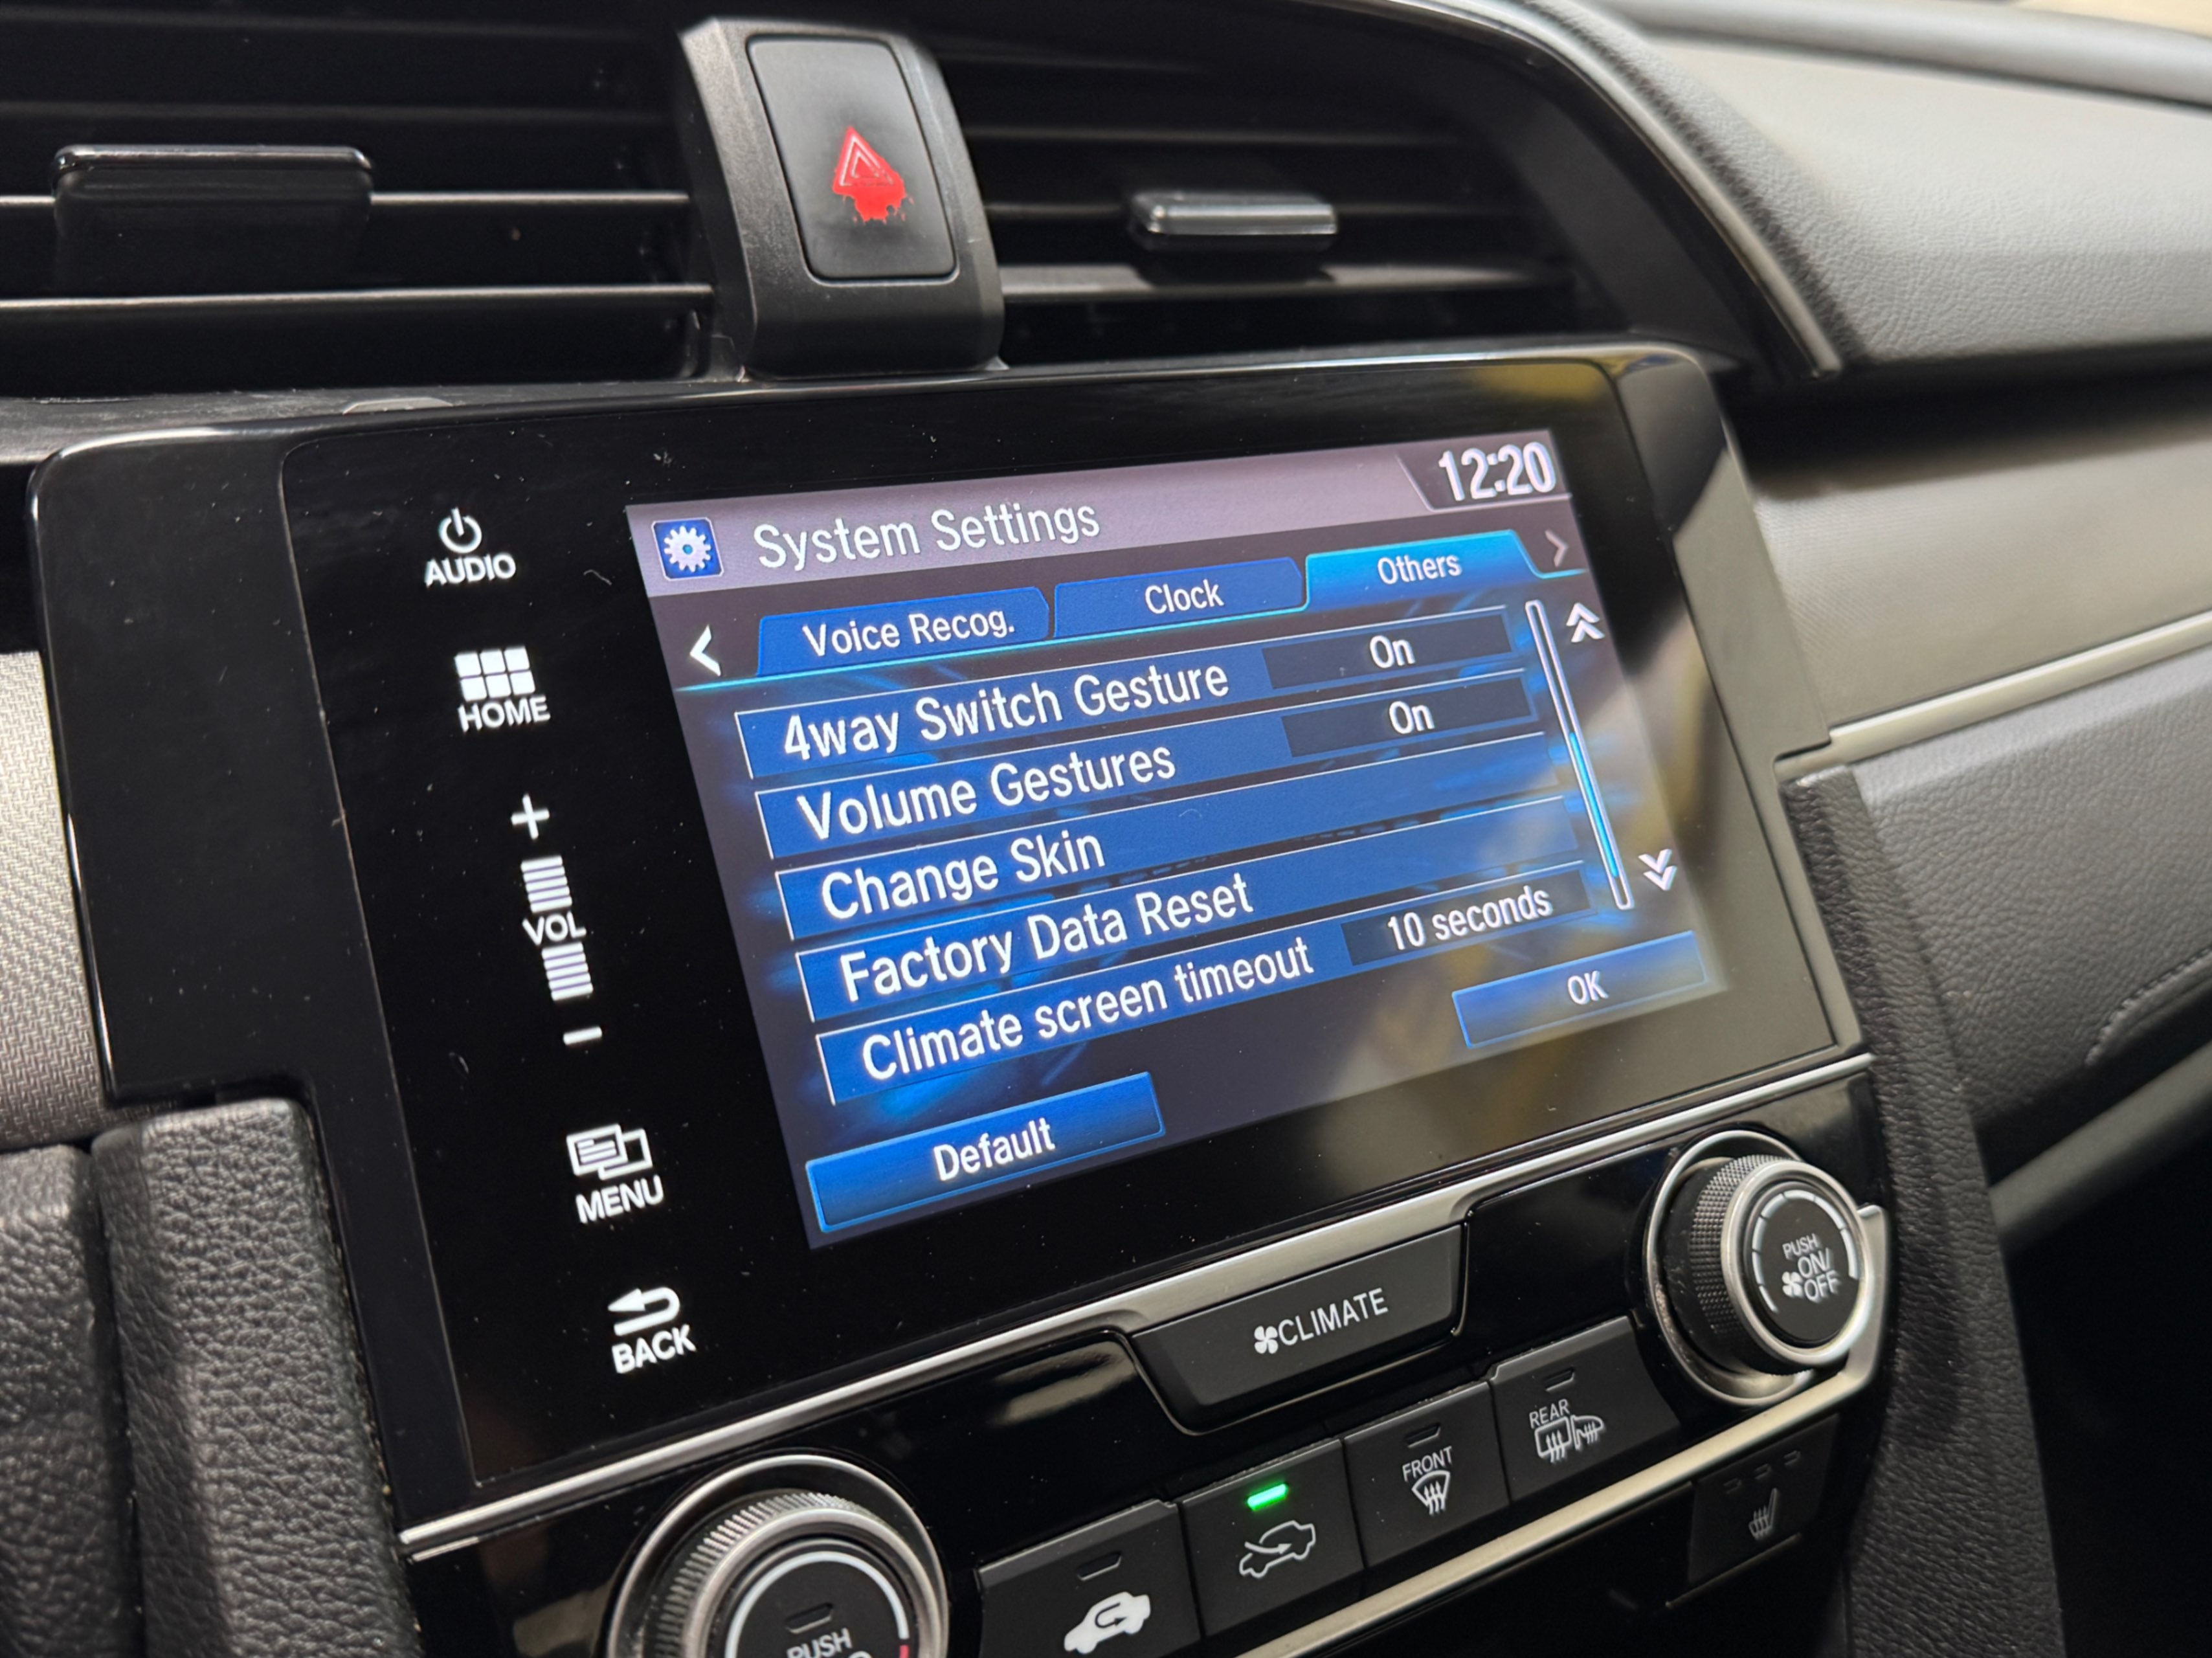 AUDIO
HOME
+
VOL
−
MENU
BACK
System Settings
12:20
Voice Recog.
Clock
Others
4way Switch Gesture
On
Volume Gestures
On
Change Skin
Factory Data Reset
Climate screen timeout
10 seconds
Default
OK
CLIMATE
PUSH
ON/
OFF
REAR
FRONT
PUSH